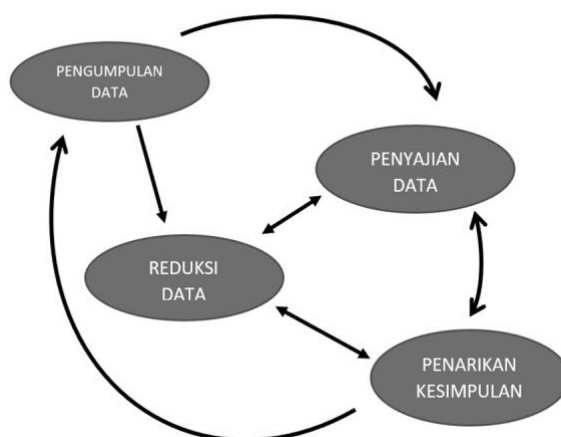 PENGUMPULAN
DATA
PENYAJIAN
DATA
REDUKSI
DATA
PENARIKAN
KESIMPULAN